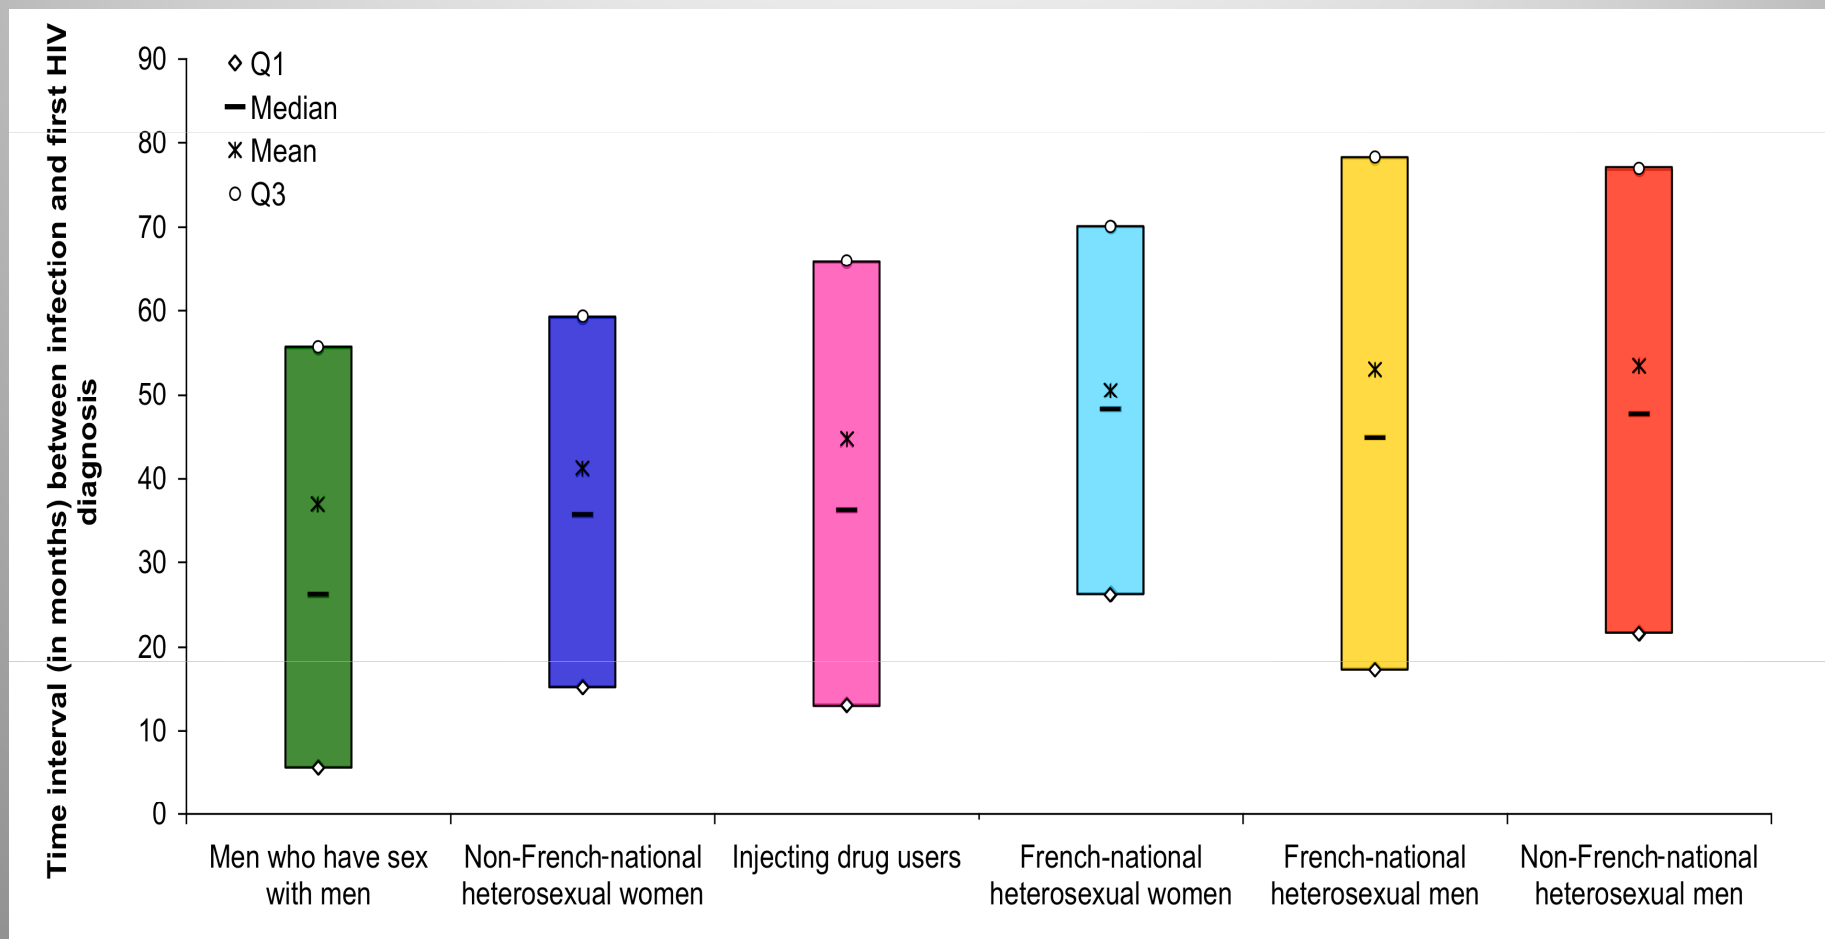 Time interval (in months) between infection and first HIV
diagnosis
90
80
70
60
50
40
30
20
10
0
Q1
Median
Mean
Q3
Men who have sex
with men
Non-French-national
heterosexual women
Injecting drug users
French-national
heterosexual women
French-national
heterosexual men
Non-French-national
heterosexual men